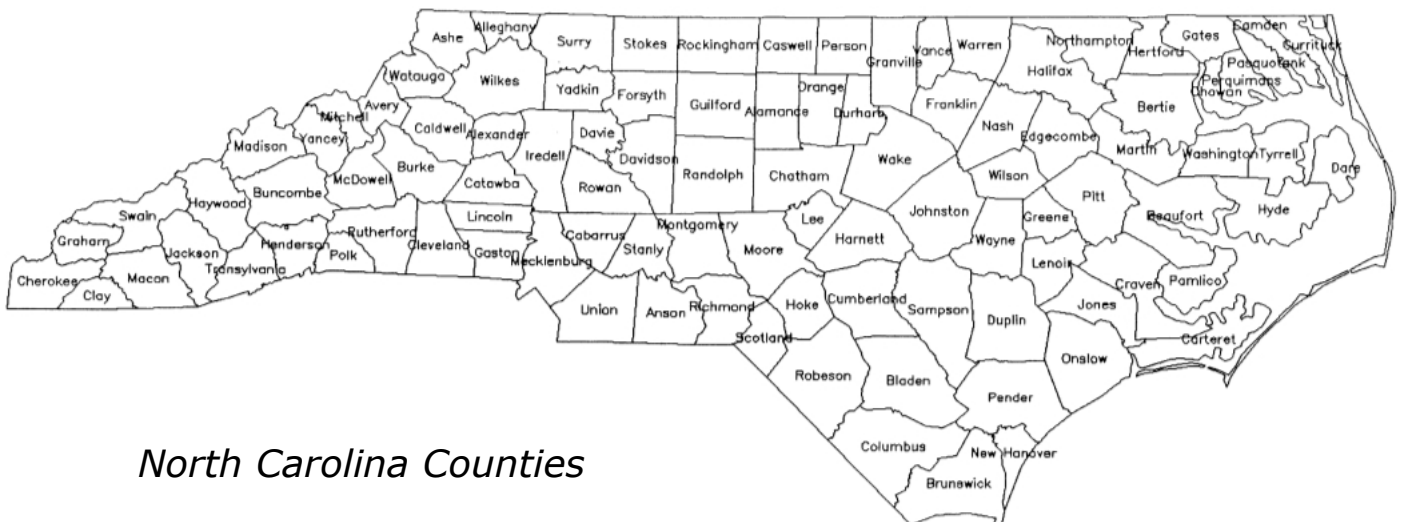 Ashe
Alleghany
Surry
Stokes
Rockingham
Caswell
Person
Granville
Vance
Warren
Northampton
Halifax
Hertford
Gates
Camden
Currituck
Pasquotank
Perquimans
Chowan
Watauga
Wilkes
Yadkin
Forsyth
Guilford
Alamance
Orange
Durham
Franklin
Nash
Edgecombe
Bertie
Mitchell
Avery
Caldwell
Alexander
Iredell
Davie
Davidson
Randolph
Chatham
Wake
Wilson
Martin
Washington
Tyrrell
Dare
Madison
Yancey
McDowell
Burke
Catawba
Rowan
Johnston
Greene
Pitt
Beaufort
Hyde
Swain
Haywood
Buncombe
Rutherford
Lincoln
Cleveland
Gaston
Mecklenburg
Cabarrus
Stanly
Montgomery
Moore
Lee
Harnett
Wayne
Lenoir
Craven
Pamlico
Graham
Jackson
Henderson
Polk
Transylvania
Cherokee
Clay
Macon
Union
Anson
Richmond
Scotland
Hoke
Cumberland
Sampson
Duplin
Jones
Carteret
Onslow
Robeson
Bladen
Pender
Columbus
New Hanover
Brunswick
North Carolina Counties